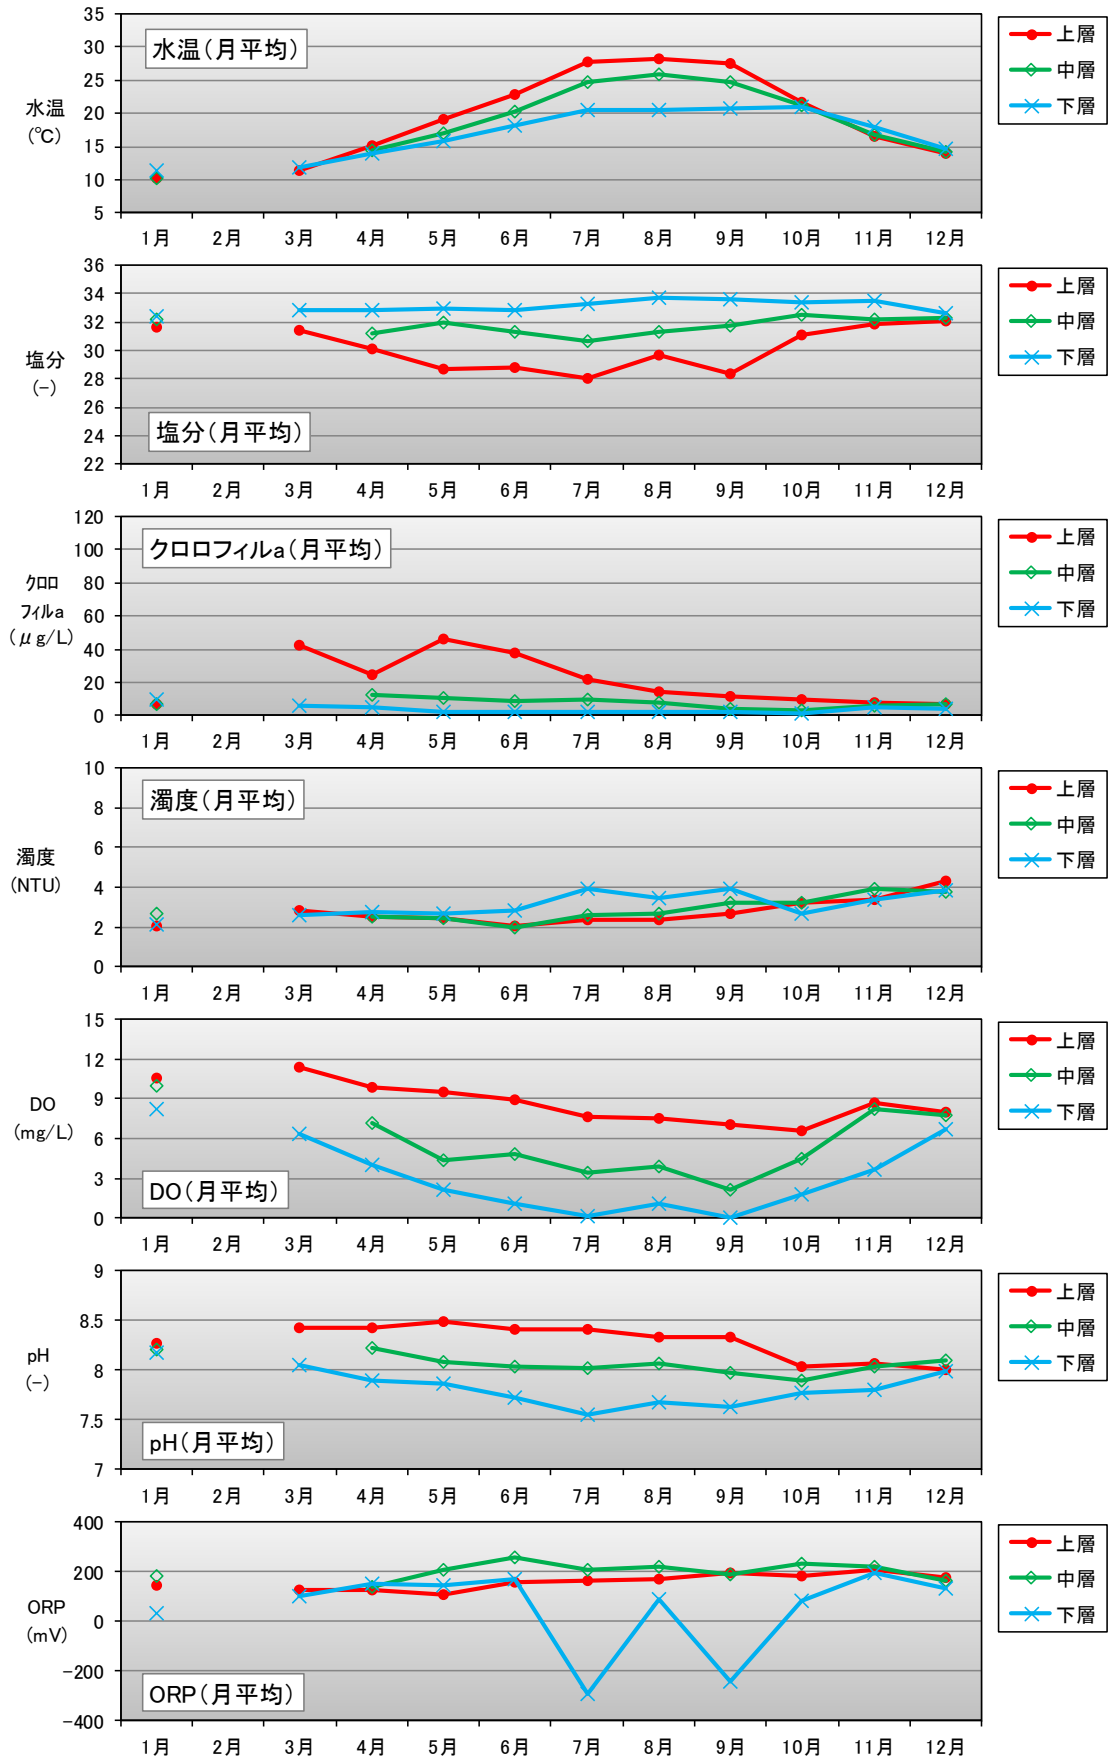 35
30
25
20
15
10
5
水温
(℃)
水温(月平均)
上層
中層
下層
1月 2月 3月 4月 5月 6月 7月 8月 9月 10月 11月 12月
36
34
32
30
28
26
24
22
塩分
(-)
塩分(月平均)
上層
中層
下層
1月 2月 3月 4月 5月 6月 7月 8月 9月 10月 11月 12月
120
100
80
60
40
20
0
クロロ
フィルa
(μg/L)
クロロフィルa(月平均)
上層
中層
下層
1月 2月 3月 4月 5月 6月 7月 8月 9月 10月 11月 12月
10
8
6
4
2
0
濁度
(NTU)
濁度(月平均)
上層
中層
下層
1月 2月 3月 4月 5月 6月 7月 8月 9月 10月 11月 12月
15
12
9
6
3
0
DO
(mg/L)
DO(月平均)
上層
中層
下層
1月 2月 3月 4月 5月 6月 7月 8月 9月 10月 11月 12月
9
8.5
8
7.5
7
pH
(-)
pH(月平均)
上層
中層
下層
1月 2月 3月 4月 5月 6月 7月 8月 9月 10月 11月 12月
400
200
0
-200
-400
ORP
(mV)
ORP(月平均)
上層
中層
下層
1月 2月 3月 4月 5月 6月 7月 8月 9月 10月 11月 12月